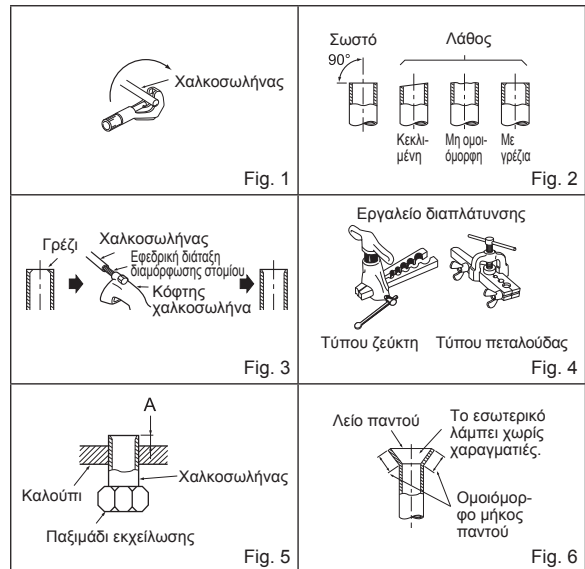 Χαλκοσωλήνας
Fig. 1
Σωστό
Λάθος
90°
Κεκλι-
μένη
Μη ομοι-
όμορφη
Με
γρέζια
Fig. 2
Γρέζι
Χαλκοσωλήνας
Εφεδρική διάταξη
διαμόρφωσης στομίου
Κόφτης
χαλκοσωλήνα
Fig. 3
Εργαλείο διαπλάτυνσης
Τύπου ζεύκτη
Τύπου πεταλούδας
Fig. 4
A
Καλούπι
Χαλκοσωλήνας
Παξιμάδι εκχείλωσης
Fig. 5
Λείο παντού
Το εσωτερικό
λάμπει χωρίς
χαραγματιές.
Ομοιόμορ-
φο μήκος
παντού
Fig. 6